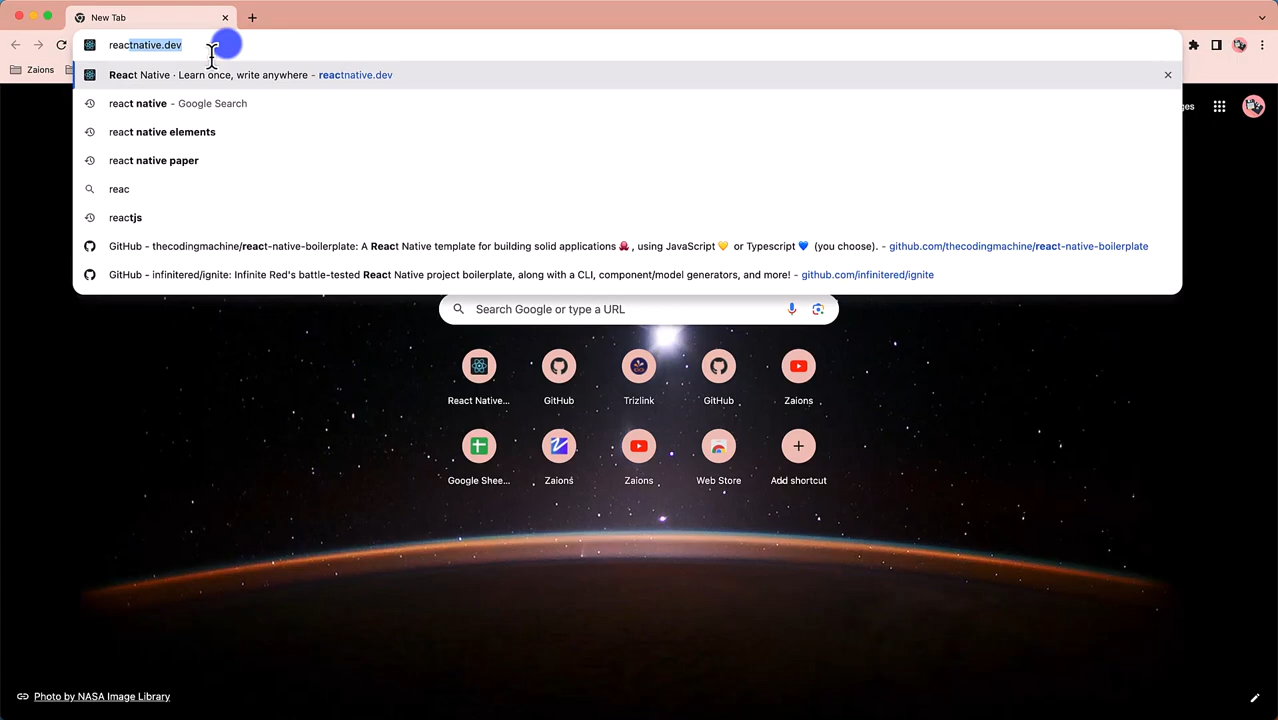 New Tab
reactnative.dev
Zaions
React Native · Learn once, write anywhere - reactnative.dev
react native - Google Search
react native elements
react native paper
reac
reactjs
GitHub - thecodingmachine/react-native-boilerplate: A React Native template for building solid applications 🐙, using JavaScript 💛 or Typescript 💙 (you choose). - github.com/thecodingmachine/react-native-boilerplate
GitHub - infinitered/ignite: Infinite Red's battle-tested React Native project boilerplate, along with a CLI, component/model generators, and more! - github.com/infinitered/ignite
Search Google or type a URL
React Native... GitHub Trizlink GitHub Zaions
Google Shee... Zaions Zaions Web Store Add shortcut
Photo by NASA Image Library